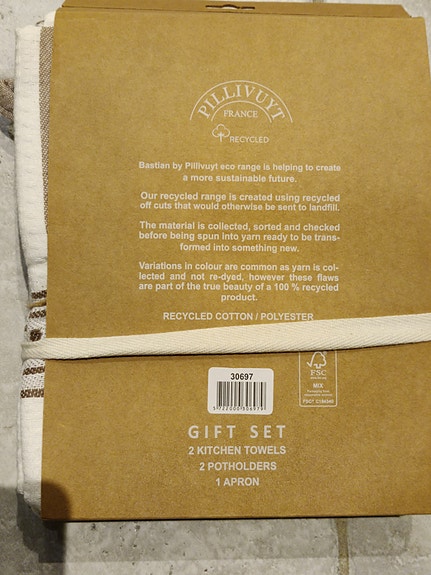 PILLIVUYT
FRANCE
RECYCLED
Bastian by Pillivuyt eco range is helping to create
a more sustainable future.
Our recycled range is created using recycled
off cuts that would otherwise be sent to landfill.
The material is collected, sorted and checked
before being spun into yarn ready to be trans-
formed into something new.
Variations in colour are common as yarn is col-
lected and not re-dyed, however these flaws
are part of the true beauty of a 100 % recycled
product.
RECYCLED COTTON / POLYESTER
30697
FSC
MIX
GIFT SET
2 KITCHEN TOWELS
2 POTHOLDERS
1 APRON